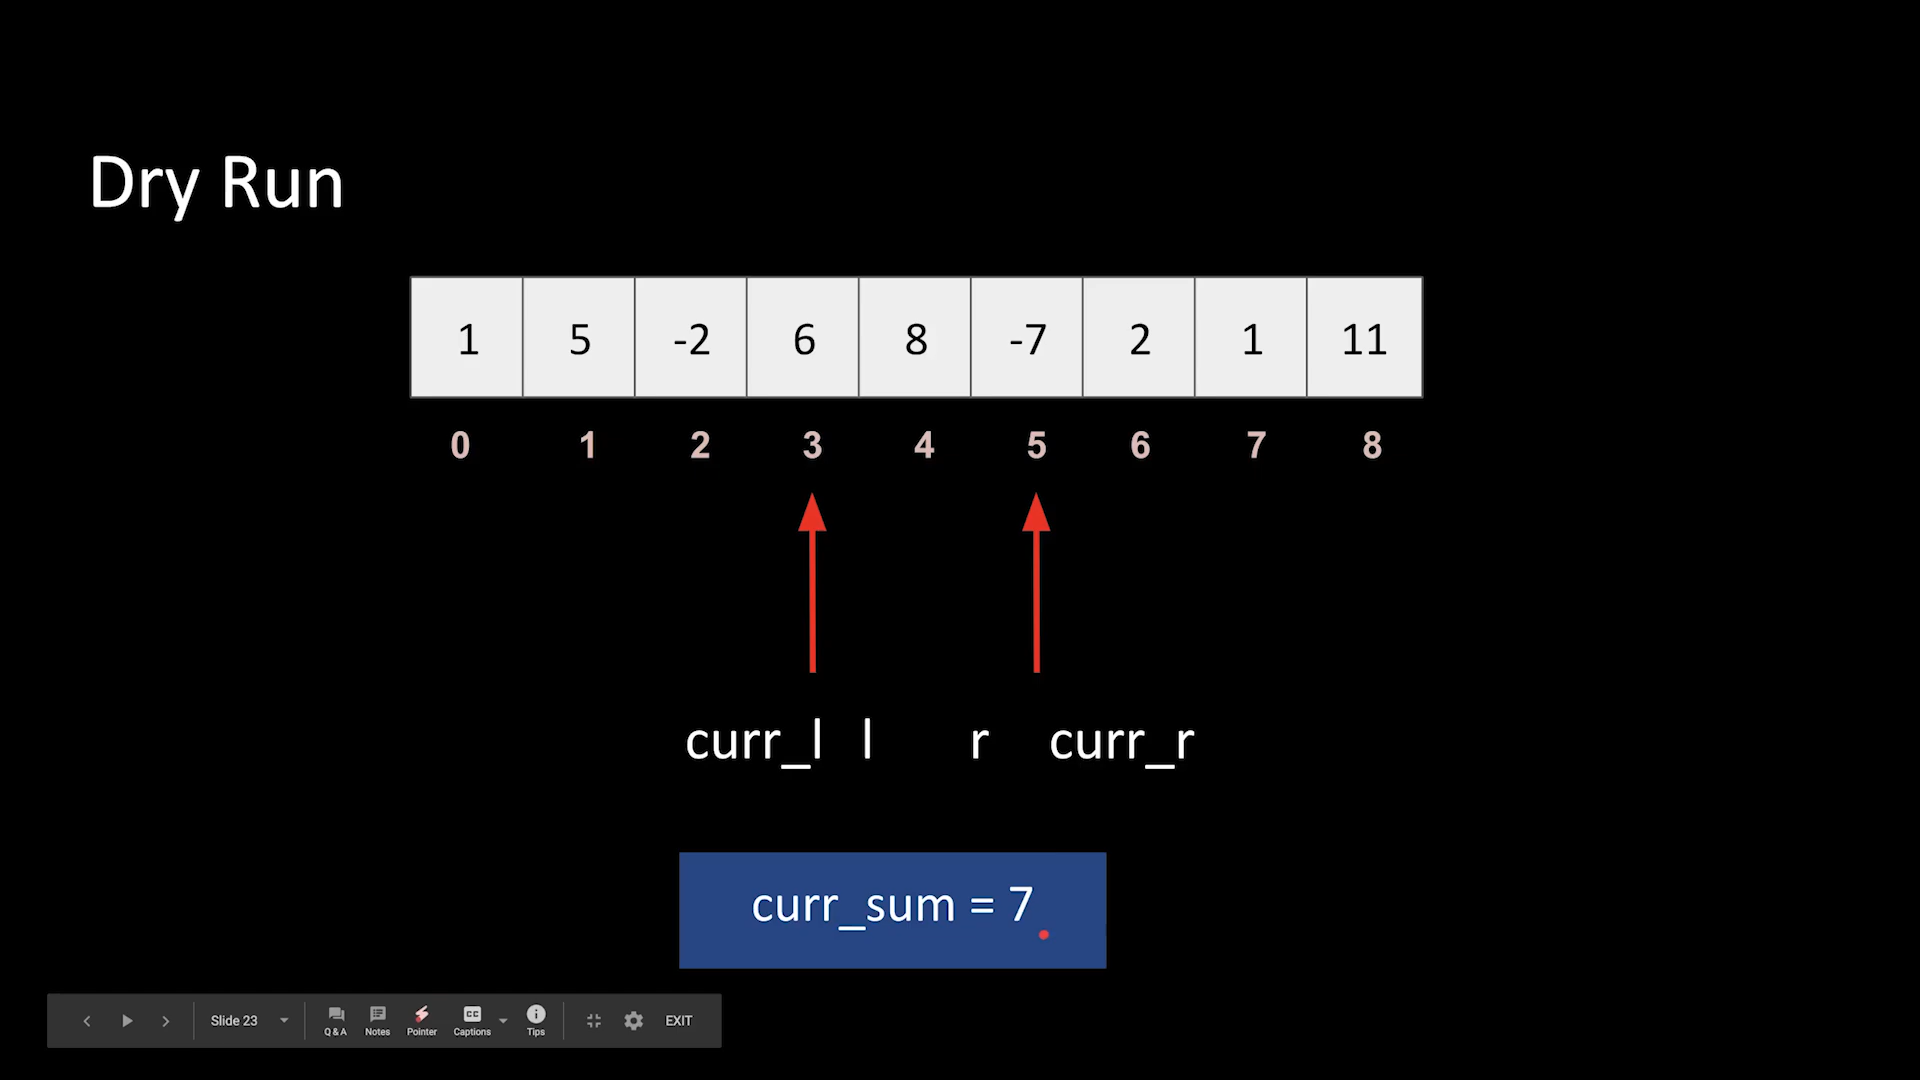 Dry Run
1 5 -2 6 8 -7 2 1 11
0 1 2 3 4 5 6 7 8
curr_l l r curr_r
curr_sum = 7
Slide 23 Q & A Notes Pointer CC Captions Tips EXIT